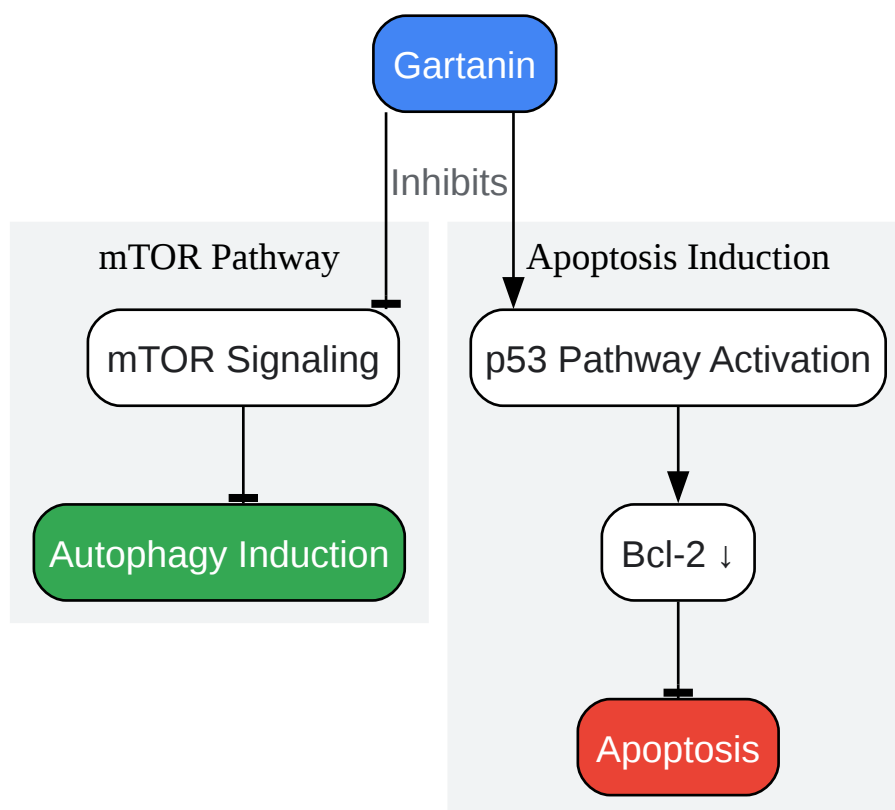 Gartanin
Inhibits
mTOR Pathway
Apoptosis Induction
mTOR Signaling
p53 Pathway Activation
Autophagy Induction
Bcl-2 ↓
Apoptosis